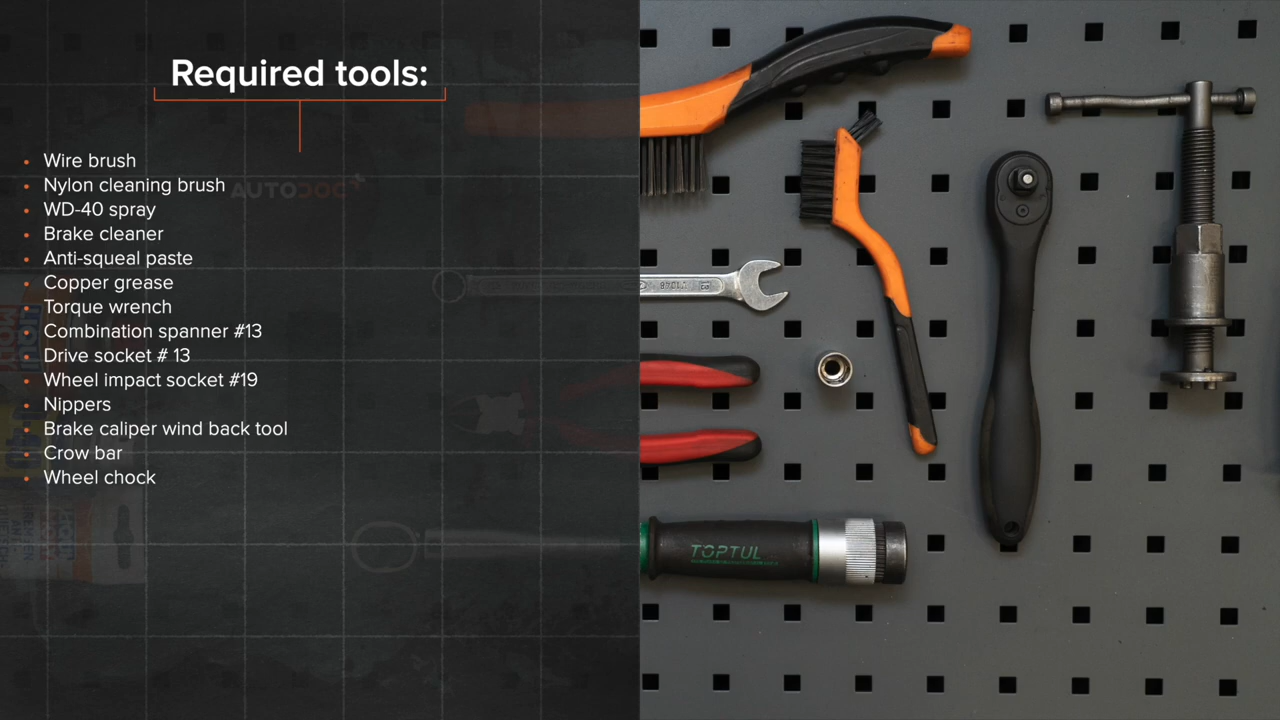 Required tools:
Wire brush
Nylon cleaning brush
AUTODOC
WD-40 spray
Brake cleaner
Anti-squeal paste
Copper grease
Torque wrench
Combination spanner #13
Drive socket # 13
Wheel impact socket #19
Nippers
Brake caliper wind back tool
Crow bar
Wheel chock
TOPTUL